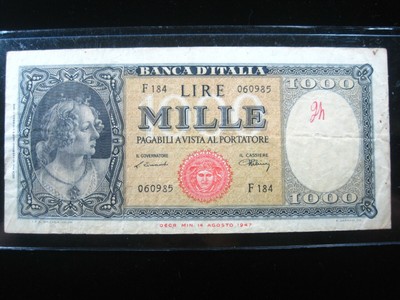 BANCA D'ITALIA
F 184 LIRE 060985
1000
1000
MILLE
PAGABILI A VISTA AL PORTATORE
IL GOVERNATORE IL CASSIERE
060985 F 184
1000
DECR. MIN. 14 AGOSTO 1947